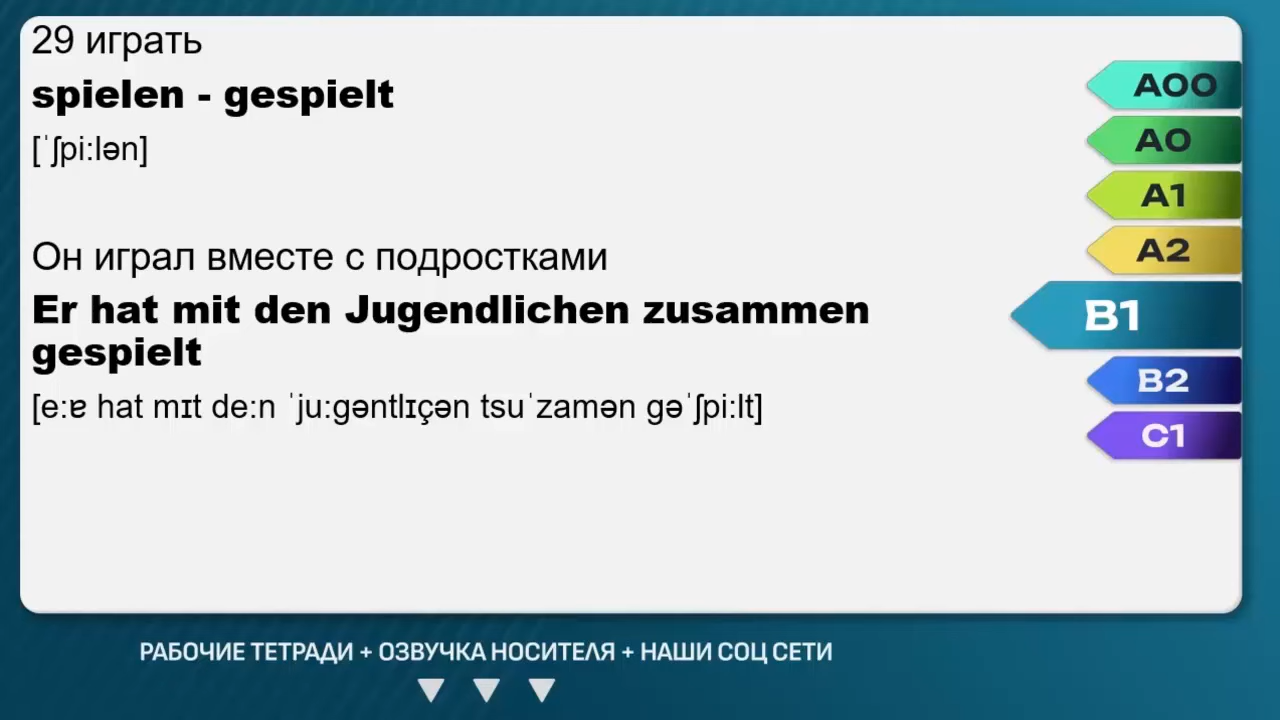 29 играть
spielen - gespielt
[ˈʃpi:lən]
Он играл вместе с подростками
Er hat mit den Jugendlichen zusammen
gespielt
[e:ɐ hat mɪt de:n ˈju:gəntlɪçən tsuˈzamən gəˈʃpi:lt]
A00
A0
A1
A2
B1
B2
C1
РАБОЧИЕ ТЕТРАДИ + ОЗВУЧКА НОСИТЕЛЯ + НАШИ СОЦ СЕТИ